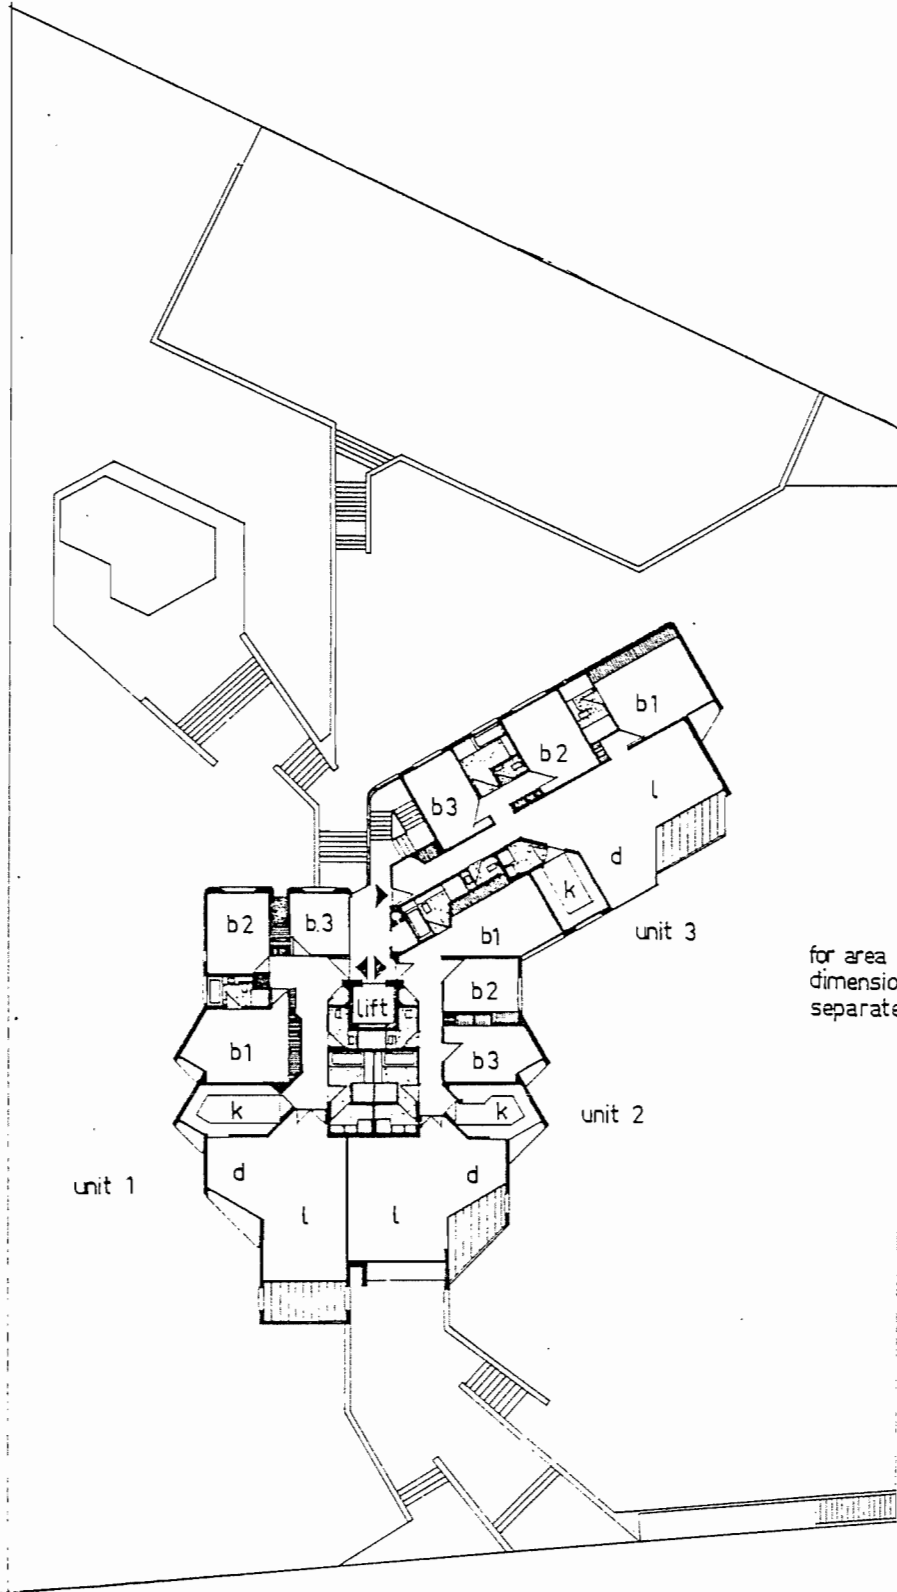 b1
b2
b3
l
d
k
unit 3
b2
b.3
b1
b2
lift
b1
b3
k
k
unit 2
d
d
unit 1
l
l
for area
dimensio
separate